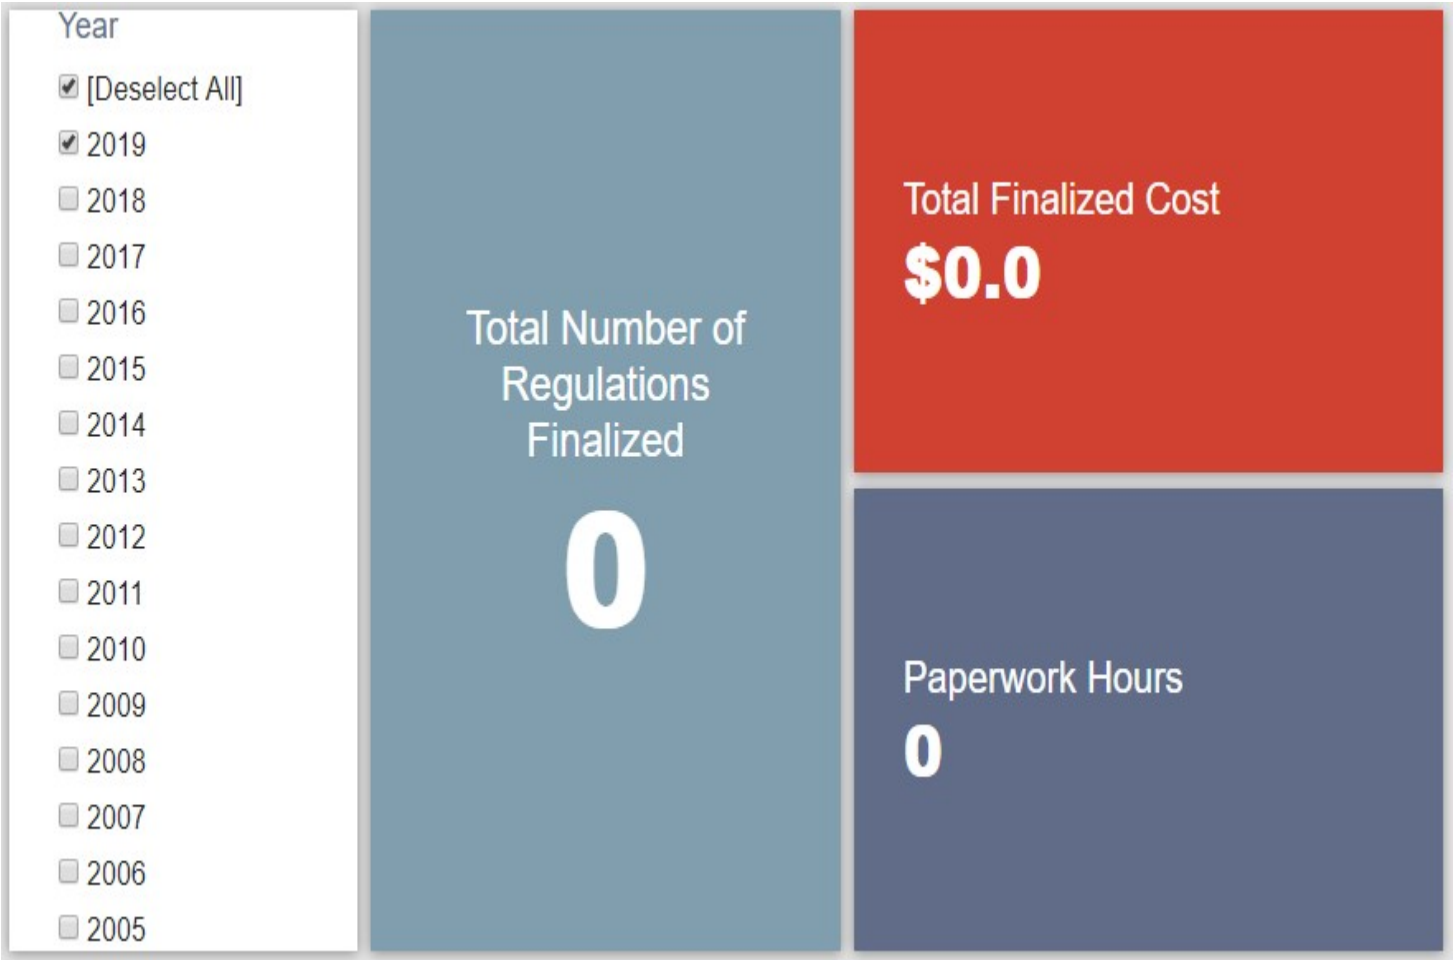 Year
[Deselect All]
2019
2018
2017
2016
2015
2014
2013
2012
2011
2010
2009
2008
2007
2006
2005
Total Number of
Regulations
Finalized
0
Total Finalized Cost
$0.0
Paperwork Hours
0